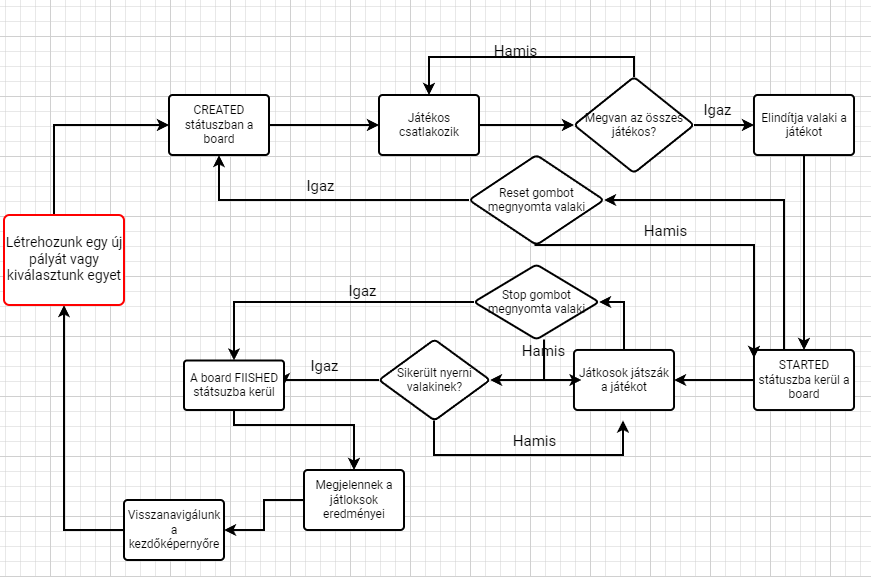 Hamis
CREATED
státuszban a
board
Játékos
csatlakozik
Megvan az összes
játékos?
Igaz
Elindítja valaki a
játékot
Igaz
Reset gombot
megnyomta valaki
Hamis
Létrehozunk egy új
pályát vagy
kiválasztunk egyet
Igaz
Stop gombot
megnyomta valaki
Hamis
A board FIISHED
státsuzba kerül
Igaz
Sikerült nyerni
valakinek?
Játkosok játszák
a játékot
STARTED
státuszba kerül a
board
Hamis
Megjelennek a
játloksok
eredményei
Visszanavigálunk
a
kezdőképernyőre